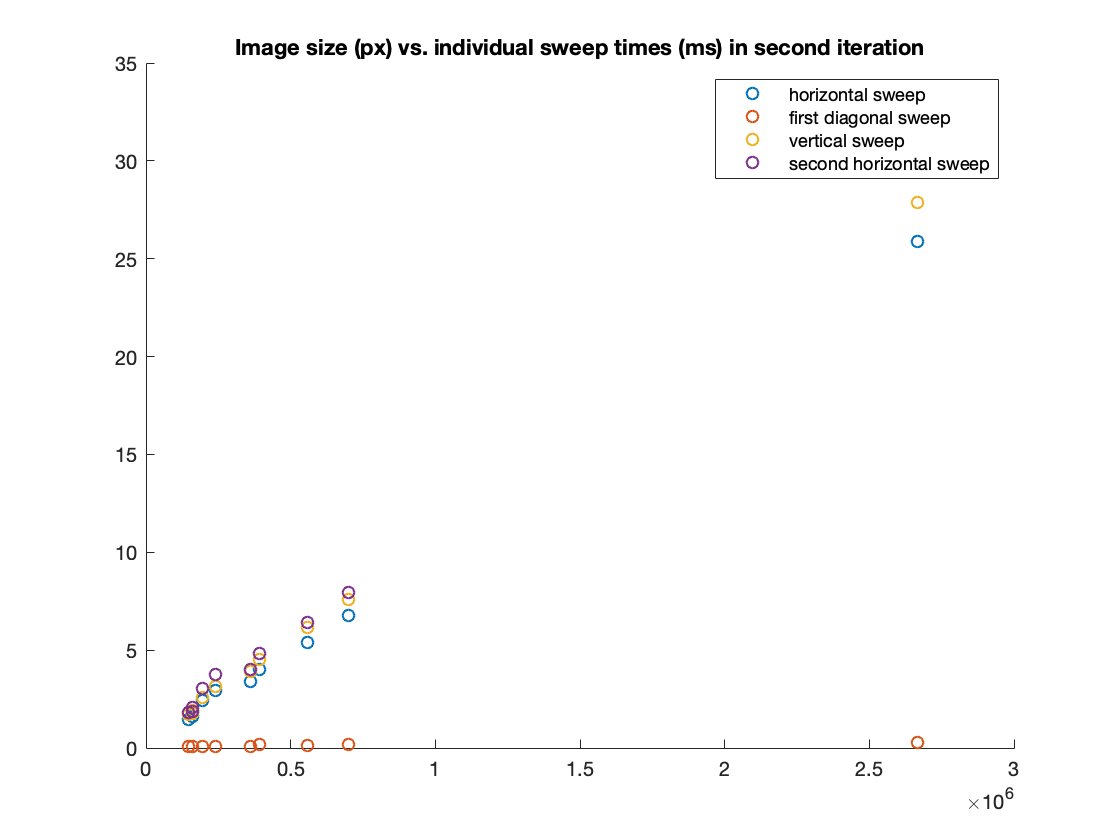 Image size (px) vs. individual sweep times (ms) in second iteration
35
30
25
20
15
10
5
0
horizontal sweep
first diagonal sweep
vertical sweep
second horizontal sweep
0 0.5 1 1.5 2 2.5 3
×10^6